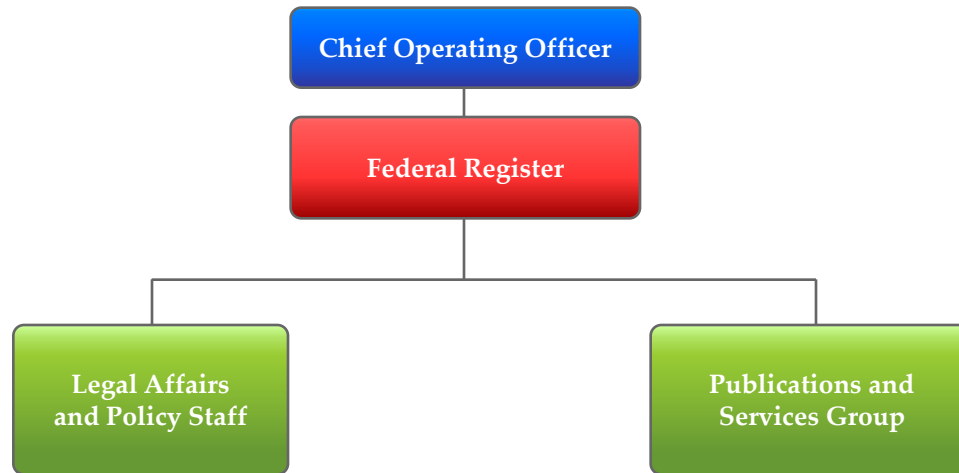 Chief Operating Officer
Federal Register
Legal Affairs
and Policy Staff
Publications and
Services Group